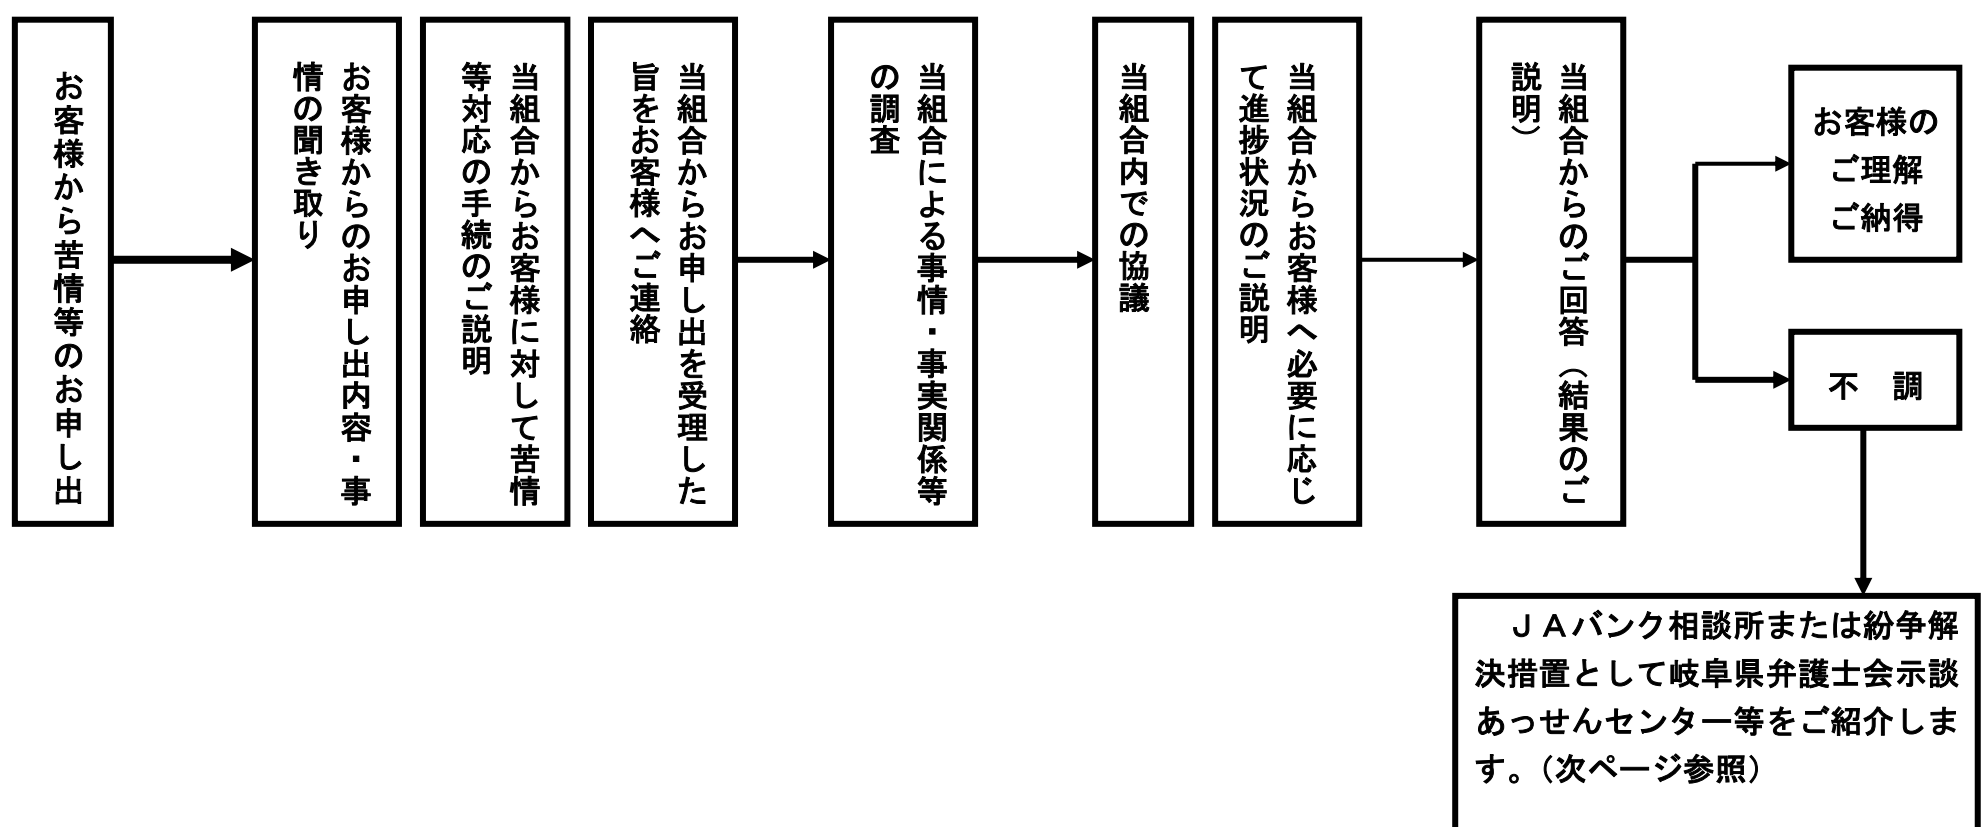 お客様から苦情等のお申し出
お客様からのお申し出内容・事
情の聞き取り
当組合からお客様に対して苦情
等対応の手続のご説明
当組合からお申し出を受理した
旨をお客様へご連絡
当組合による事情・事実関係等
の調査
当組合内での協議
当組合からお客様へ必要に応じ
て進捗状況のご説明
当組合からのご回答（結果のご
説明）
お客様の
ご理解
ご納得
不　調
ＪＡバンク相談所または紛争解
決措置として岐阜県弁護士会示談
あっせんセンター等をご紹介しま
す。（次ページ参照）